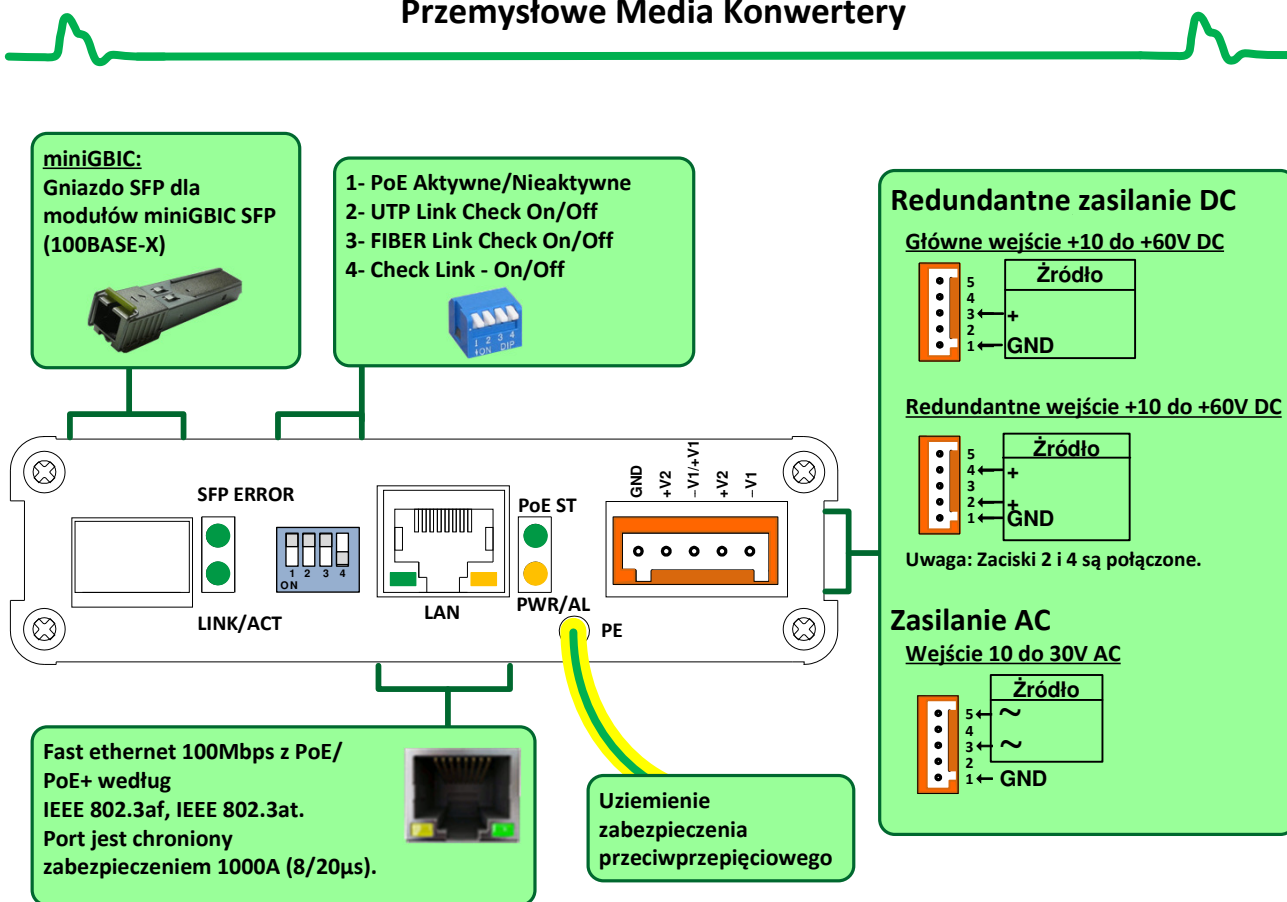 Przemysłowe Media Konwertery
miniGBIC:
Gniazdo SFP dla
modułów miniGBIC SFP
(100BASE-X)
1- PoE Aktywne/Nieaktywne
2- UTP Link Check On/Off
3- FIBER Link Check On/Off
4- Check Link - On/Off
1 2 3 4
ON DIP
Redundantne zasilanie DC
Główne wejście +10 do +60V DC
Źródło
5
4
3 +
2
1 GND
Redundantne wejście +10 do +60V DC
Źródło
5
4 +
3
2 +
1 GND
Uwaga: Zaciski 2 i 4 są połączone.
Zasilanie AC
Wejście 10 do 30V AC
Źródło
5 ~
4
3 ~
2
1 GND
SFP ERROR
LINK/ACT
1 2 3 4
ON
LAN
PoE ST
PWR/AL
PE
GND
+V2
–V1/+V1
+V2
–V1
Fast ethernet 100Mbps z PoE/
PoE+ według
IEEE 802.3af, IEEE 802.3at.
Port jest chroniony
zabezpieczeniem 1000A (8/20µs).
Uziemienie
zabezpieczenia
przeciwprzepięciowego